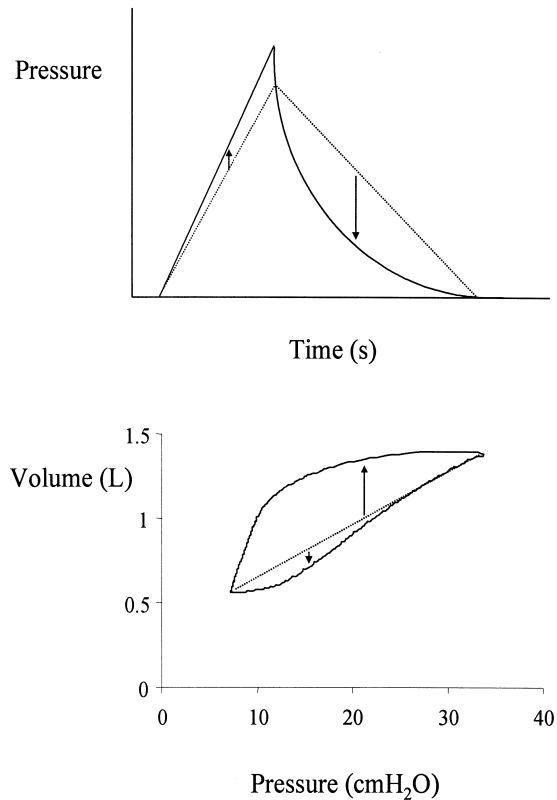 Pressure
Time (s)
1.5
Volume (L)
1
0.5
0
0 10 20 30 40
Pressure (cmH₂O)